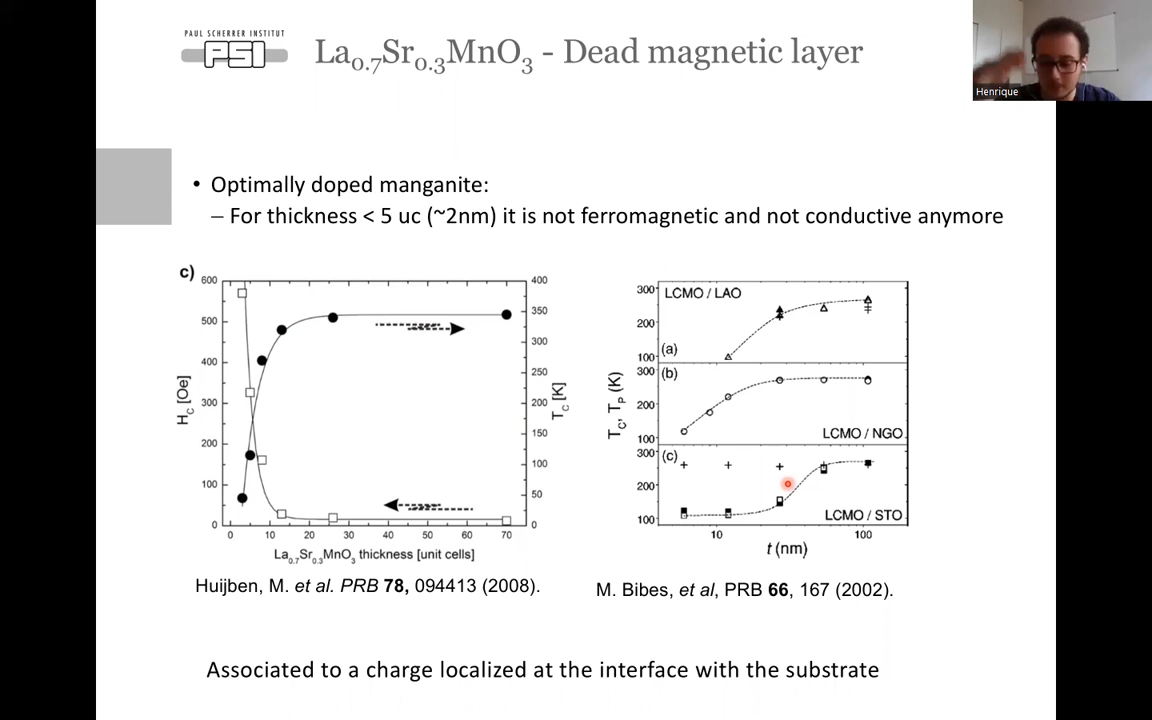 PAUL SCHERRER INSTITUT
PSI
La0.7Sr0.3MnO3 - Dead magnetic layer
Henrique
• Optimally doped manganite:
– For thickness < 5 uc (~2nm) it is not ferromagnetic and not conductive anymore
c)
600
500
400
300
200
100
0
HC [Oe]
400
350
300
250
200
150
100
50
0
TC [K]
0 10 20 30 40 50 60 70
La0.7Sr0.3MnO3 thickness [unit cells]
LCMO / LAO
300
200
100
(a)
(b)
300
200
100
LCMO / NGO
(c)
300
200
100
LCMO / STO
TC, TP (K)
10 100
t (nm)
Huijben, M. et al. PRB 78, 094413 (2008).
M. Bibes, et al, PRB 66, 167 (2002).
Associated to a charge localized at the interface with the substrate